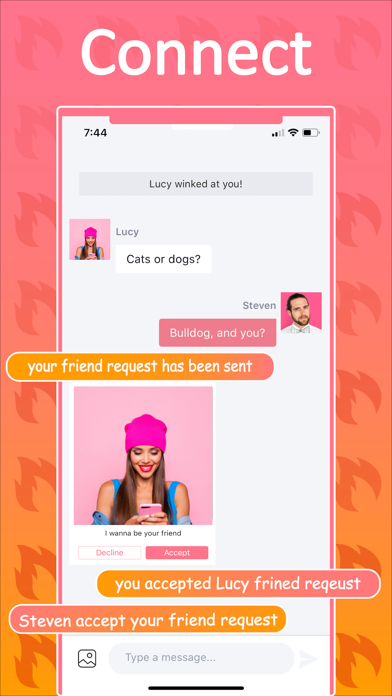 Connect
7:44
Lucy winked at you!
Lucy
Cats or dogs?
Steven
Bulldog, and you?
your friend request has been sent
I wanna be your friend
Decline
Accept
you accepted Lucy frined reqeust
Steven accept your friend request
Type a message...